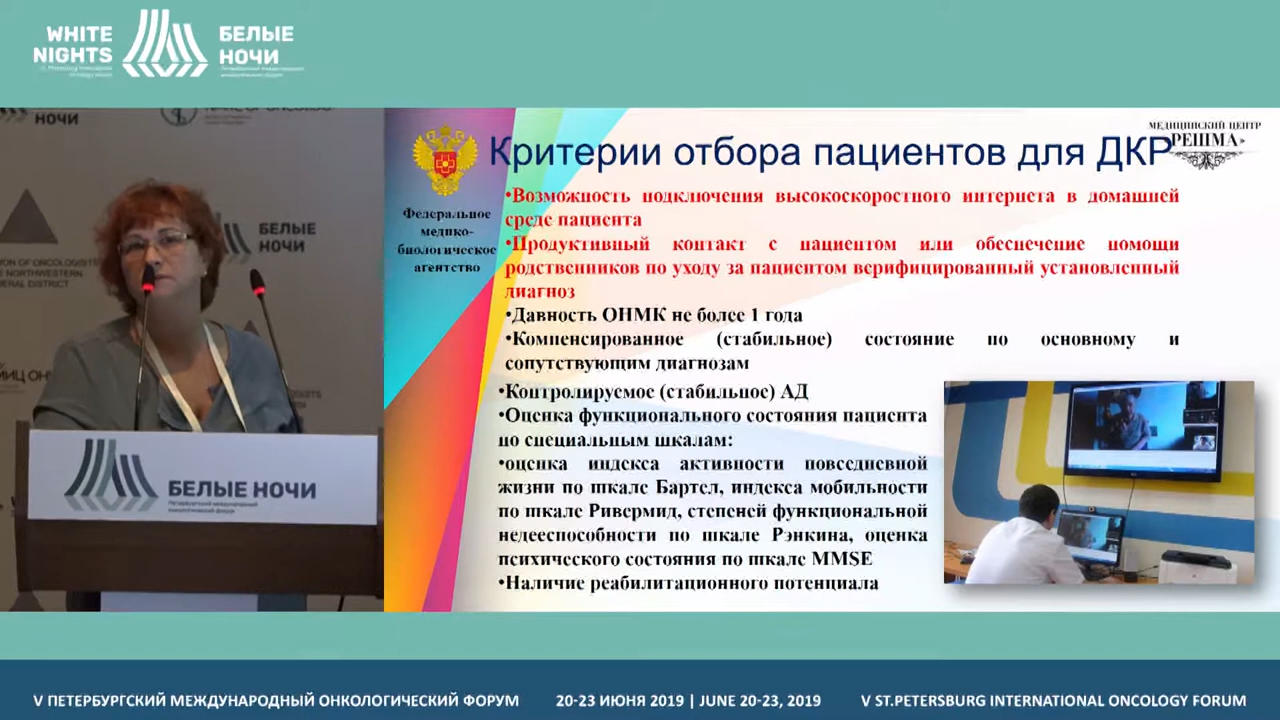 WHITE
NIGHTS
БЕЛЫЕ
НОЧИ
НОЧИ
БЕЛЫЕ
НОЧИ
БЕЛЫЕ НОЧИ
Федеральное
медико-
биологическое
агентство
Критерии отбора пациентов для ДКР
МЕДИЦИНСКИЙ ЦЕНТР
РЕШМА»
•Возможность подключения высокоскоростного интернета в домашней
среде пациента
•Продуктивный контакт с пациентом или обеспечение помощи
родственников по уходу за пациентом верифицированный установленный
диагноз
•Давность ОНМК не более 1 года
•Компенсированное (стабильное) состояние по основному и
сопутствующим диагнозам
•Контролируемое (стабильное) АД
•Оценка функционального состояния пациента
по специальным шкалам:
•оценка индекса активности повседневной
жизни по шкале Бартел, индекса мобильности
по шкале Ривермид, степеней функциональной
недееспособности по шкале Рэнкина, оценка
психического состояния по шкале MMSE
•Наличие реабилитационного потенциала
V ПЕТЕРБУРГСКИЙ МЕЖДУНАРОДНЫЙ ОНКОЛОГИЧЕСКИЙ ФОРУМ
20-23 ИЮНЯ 2019 | JUNE 20-23, 2019
V ST.PETERSBURG INTERNATIONAL ONCOLOGY FORUM